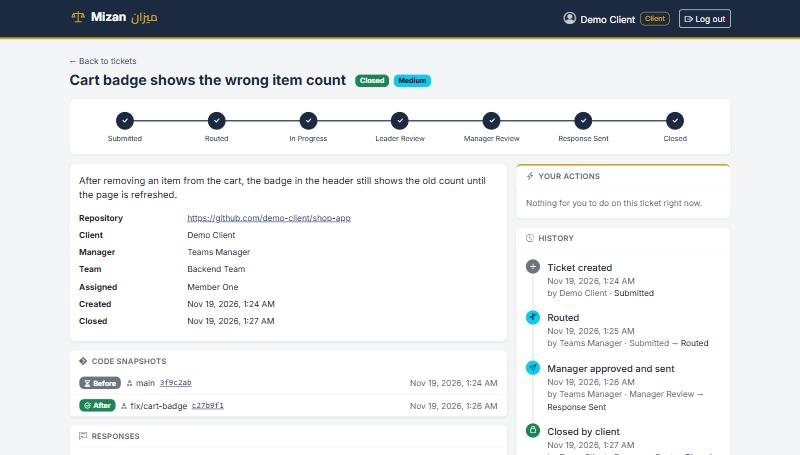 Mizan ميزان
Demo Client Client Log out
← Back to tickets
Cart badge shows the wrong item count Closed Medium
Submitted Routed In Progress Leader Review Manager Review Response Sent Closed
After removing an item from the cart, the badge in the header still shows the old count until
the page is refreshed.
Repository https://github.com/demo-client/shop-app
Client Demo Client
Manager Teams Manager
Team Backend Team
Assigned Member One
Created Nov 19, 2026, 1:24 AM
Closed Nov 19, 2026, 1:27 AM
CODE SNAPSHOTS
Before main 3f9c2ab Nov 19, 2026, 1:24 AM
After fix/cart-badge c27b9f1 Nov 19, 2026, 1:26 AM
RESPONSES
YOUR ACTIONS
Nothing for you to do on this ticket right now.
HISTORY
Ticket created
Nov 19, 2026, 1:24 AM
by Demo Client · Submitted
Routed
Nov 19, 2026, 1:25 AM
by Teams Manager · Submitted → Routed
Manager approved and sent
Nov 19, 2026, 1:26 AM
by Teams Manager · Manager Review →
Response Sent
Closed by client
Nov 19, 2026, 1:27 AM